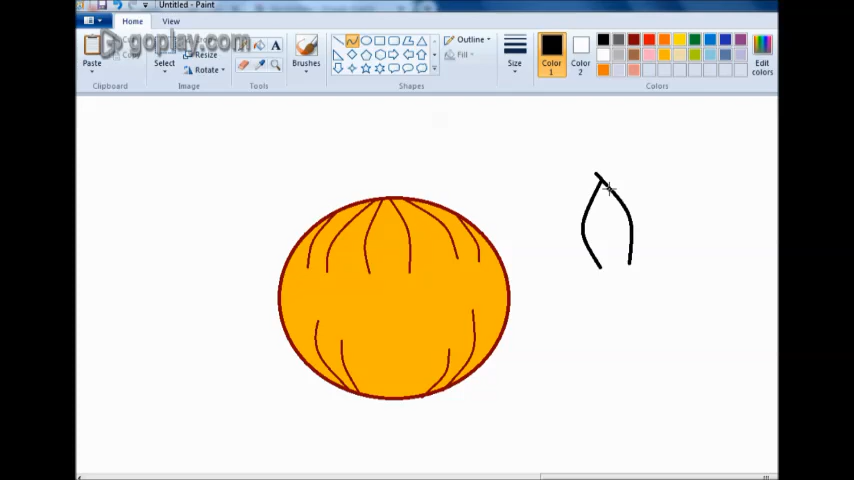 Untitled - Paint
Home View
goplay.com
Paste
Select
Resize
Rotate
Brushes
Outline
Fill
Size
Color 1
Color 2
Edit colors
Clipboard
Image
Tools
Shapes
Colors